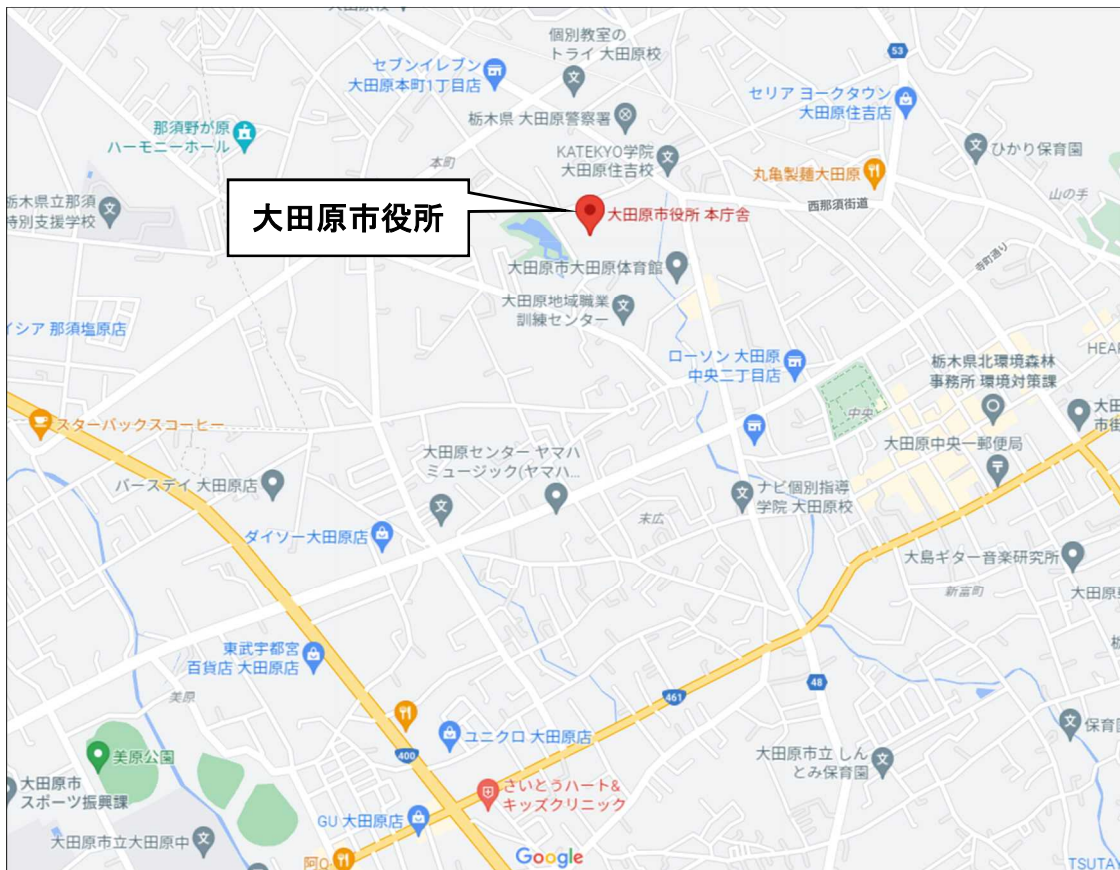 個別教室の
トライ 大田原校
セブンイレブン
大田原本町1丁目店
53
セリア ヨークタウン
大田原住吉店
栃木県 大田原警察署
那須野が原
ハーモニーホール
本町
KATEKYO学院
大田原住吉校
ひかり保育園
丸亀製麺大田原
山の手
栃木県立那須
特別支援学校
大田原市役所
大田原市役所 本庁舎
西那須街道
寺町通り
大田原市大田原体育館
大田原地域職業
訓練センター
イシア 那須塩原店
ローソン 大田原
中央二丁目店
HEAR
栃木県北環境森林
事務所 環境対策課
中央
大田
市街
スターバックスコーヒー
大田原センター ヤマハ
ミュージック(ヤマハ...
大田原中央一郵便局
バースデイ 大田原店
ナビ個別指導
学院 大田原校
末広
ダイソー大田原店
大島ギター音楽研究所
新富町
大田原
東武宇都宮
百貨店 大田原店
美原
48
461
ユニクロ 大田原店
400
保育園
美原公園
大田原市立 しん
とみ保育園
大田原市
スポーツ振興課
さいとうハート&
キッズクリニック
GU 大田原店
大田原市立大田原中
阿Q
Google
TSUTAY